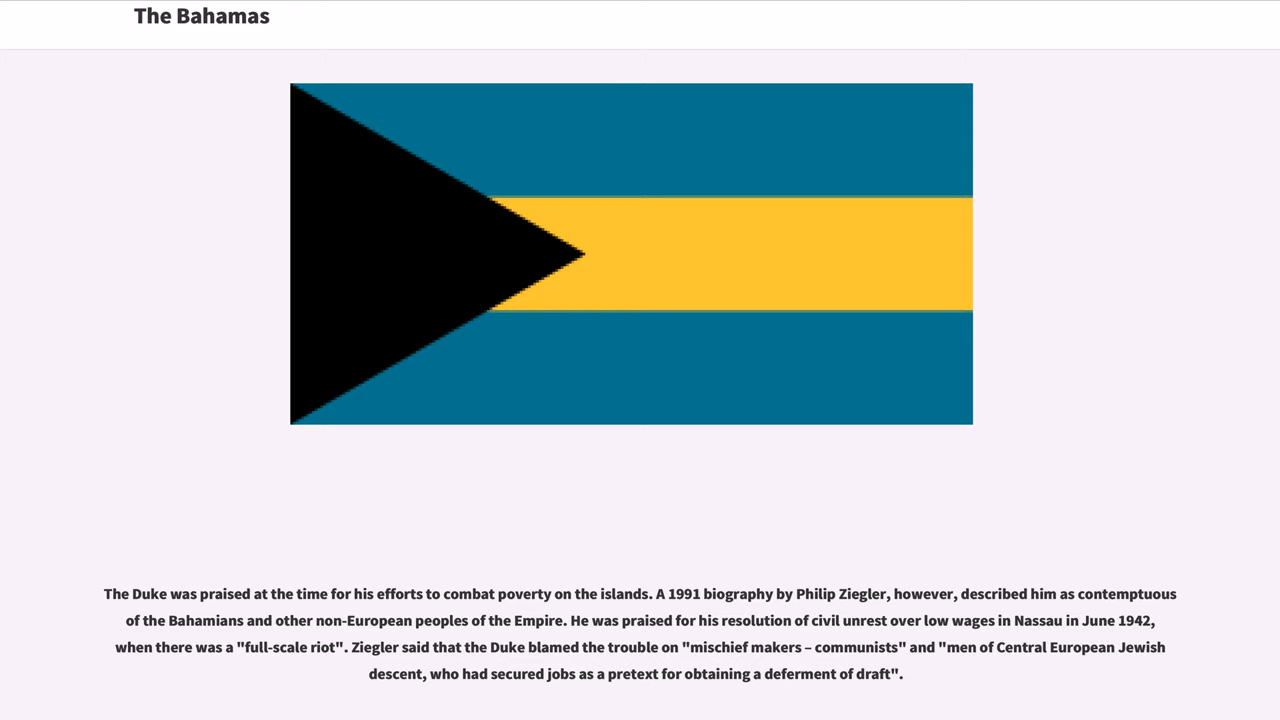 The Bahamas
The Duke was praised at the time for his efforts to combat poverty on the islands. A 1991 biography by Philip Ziegler, however, described him as contemptuous
of the Bahamians and other non-European peoples of the Empire. He was praised for his resolution of civil unrest over low wages in Nassau in June 1942,
when there was a "full-scale riot". Ziegler said that the Duke blamed the trouble on "mischief makers – communists" and "men of Central European Jewish
descent, who had secured jobs as a pretext for obtaining a deferment of draft".